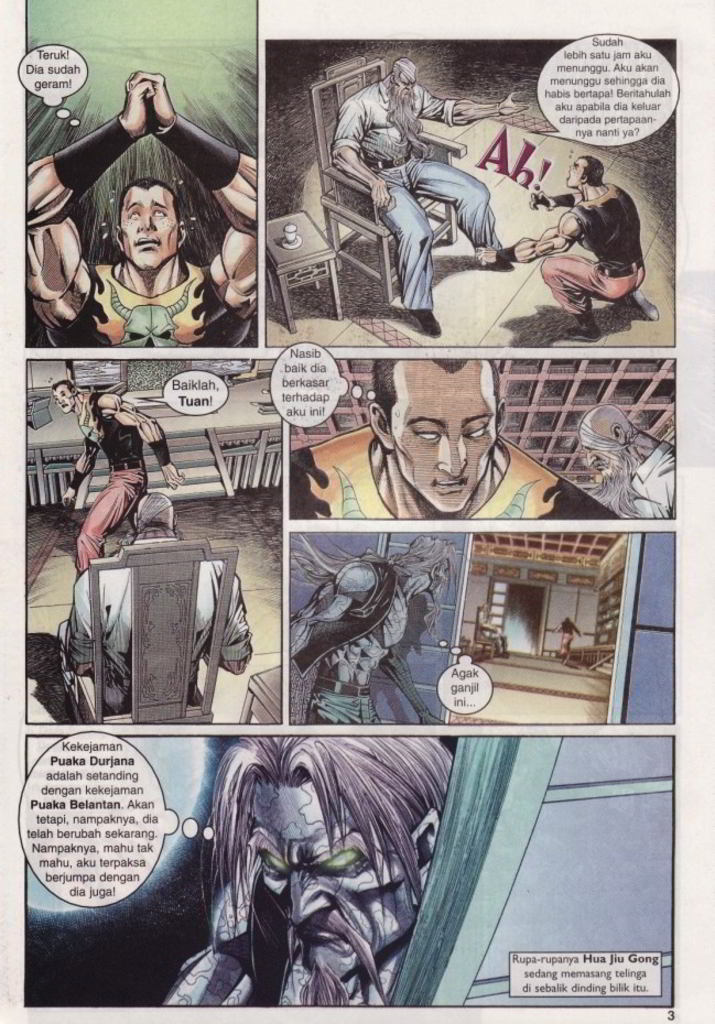 Teruk!
Dia sudah
geram!
Sudah
lebih satu jam aku
menunggu. Aku akan
menunggu sehingga dia
habis bertapa! Beritahulah
aku apabila dia keluar
daripada pertapaan-
nya nanti ya?
Ah!
Baiklah,
Tuan!
Nasib
baik dia
berkasar
terhadap
aku ini!
Agak
ganjil
ini...
Kekejaman
Puaka Durjana
adalah setanding
dengan kekejaman
Puaka Belantan. Akan
tetapi, nampaknya, dia
telah berubah sekarang.
Nampaknya, mahu tak
mahu, aku terpaksa
berjumpa dengan
dia juga!
Rupa-rupanya Hua Jiu Gong
sedang memasang telinga
di sebalik dinding bilik itu.
3